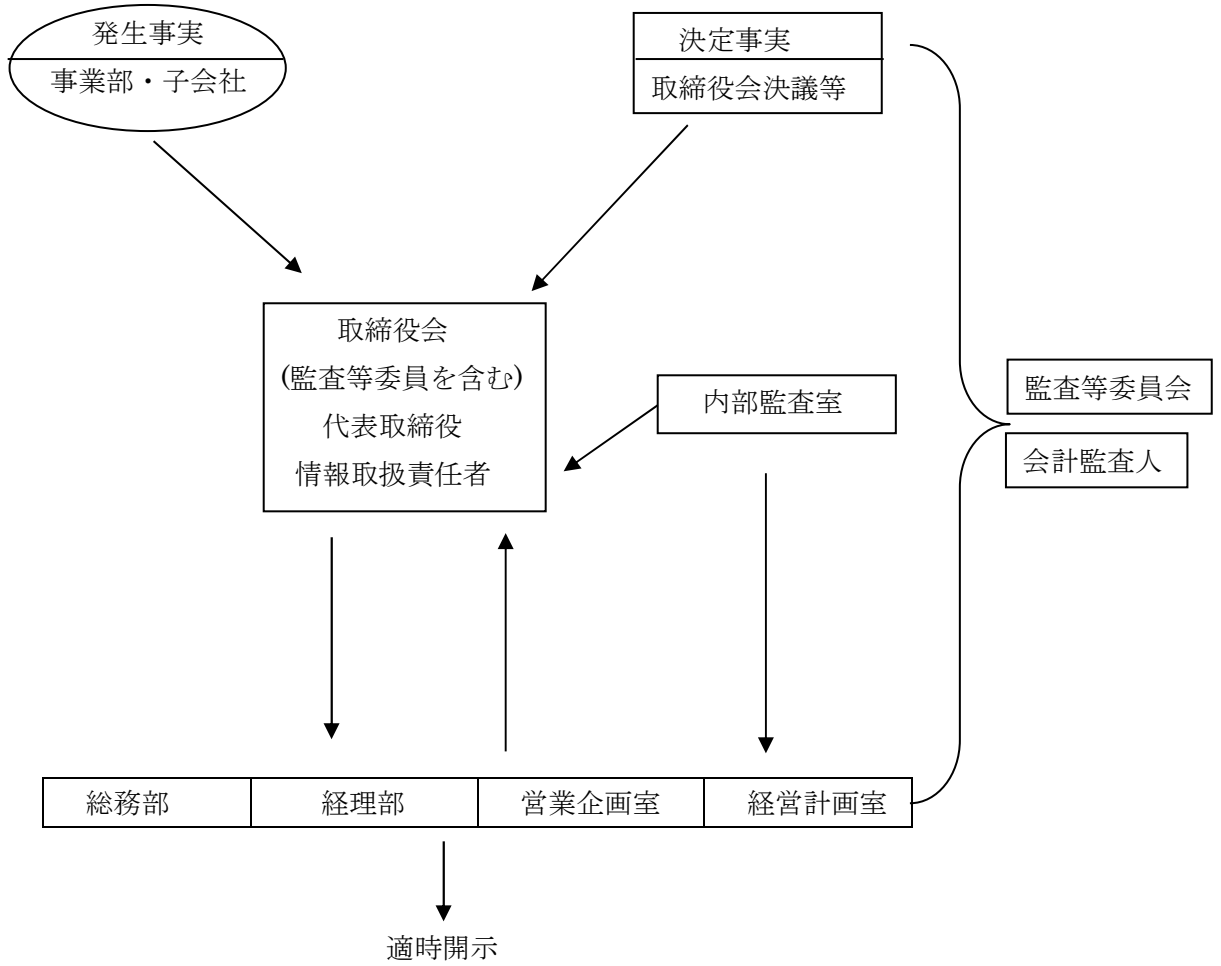 発生事実
事業部・子会社
決定事実
取締役会決議等
取締役会
(監査等委員を含む)
代表取締役
情報取扱責任者
内部監査室
監査等委員会
会計監査人
総務部
経理部
営業企画室
経営計画室
適時開示